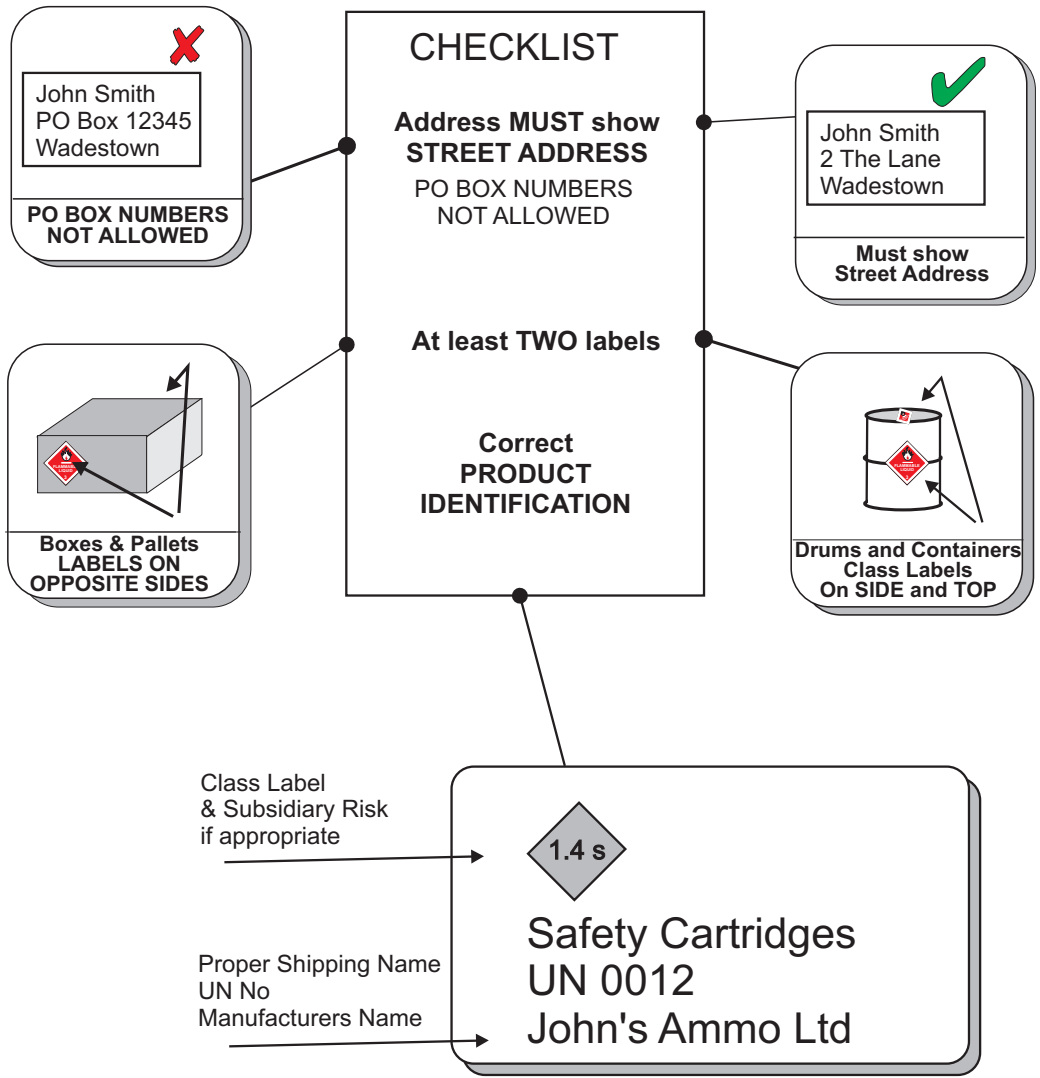 John Smith
PO Box 12345
Wadestown
PO BOX NUMBERS
NOT ALLOWED
CHECKLIST
Address MUST show
STREET ADDRESS
PO BOX NUMBERS
NOT ALLOWED
John Smith
2 The Lane
Wadestown
Must show
Street Address
At least TWO labels
FLAMMABLE
LIQUID
Boxes & Pallets
LABELS ON
OPPOSITE SIDES
Correct
PRODUCT
IDENTIFICATION
FLAMMABLE
LIQUID
Drums and Containers
Class Labels
On SIDE and TOP
Class Label
& Subsidiary Risk
if appropriate
1.4 s
Proper Shipping Name
UN No
Manufacturers Name
Safety Cartridges
UN 0012
John's Ammo Ltd